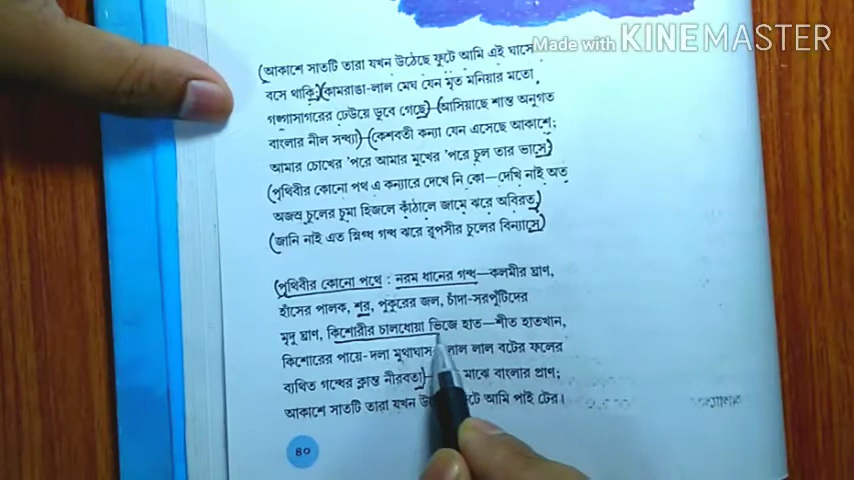 Made with KINEMASTER
(আকাশে সাতটি তারা যখন উঠেছে ফুটে আমি এই ঘাসে
বসে থাকি;)(কামরাঙা-লাল মেঘ যেন মৃত মনিয়ার মতো
গঙ্গাসাগরের ঢেউয়ে ডুবে গেছে)—(আসিয়াছে শান্ত অনুগত
বাংলার নীল সন্ধ্যা)—(কেশবতী কন্যা যেন এসেছে আকাশে;
আমার চোখের 'পরে আমার মুখের 'পরে চুল তার ভাসে;)
(পৃথিবীর কোনো পথ এ কন্যারে দেখে নি কো—দেখি নাই অত
অজস্র চুলের চুমা হিজলে কাঁঠালে জামে ঝরে অবিরত,)
(জানি নাই এত স্নিগ্ধ গন্ধ ঝরে রূপসীর চুলের বিন্যাসে)
(পৃথিবীর কোনো পথে : নরম ধানের গন্ধ—কলমীর ঘ্রাণ,
হাঁসের পালক, শর, পুকুরের জল, চাঁদা-সরপুঁটিদের
মৃদু ঘ্রাণ, কিশোরীর চালধোয়া ভিজে হাত—শীত হাতখান,
কিশোরের পায়ে-দলা মুথাঘাস লাল লাল বটের ফলের
ব্যথিত গন্ধের ক্লান্ত নীরবতা)— মাঝে বাংলার প্রাণ;
আকাশে সাতটি তারা যখন আমি পাই টের।
৪০